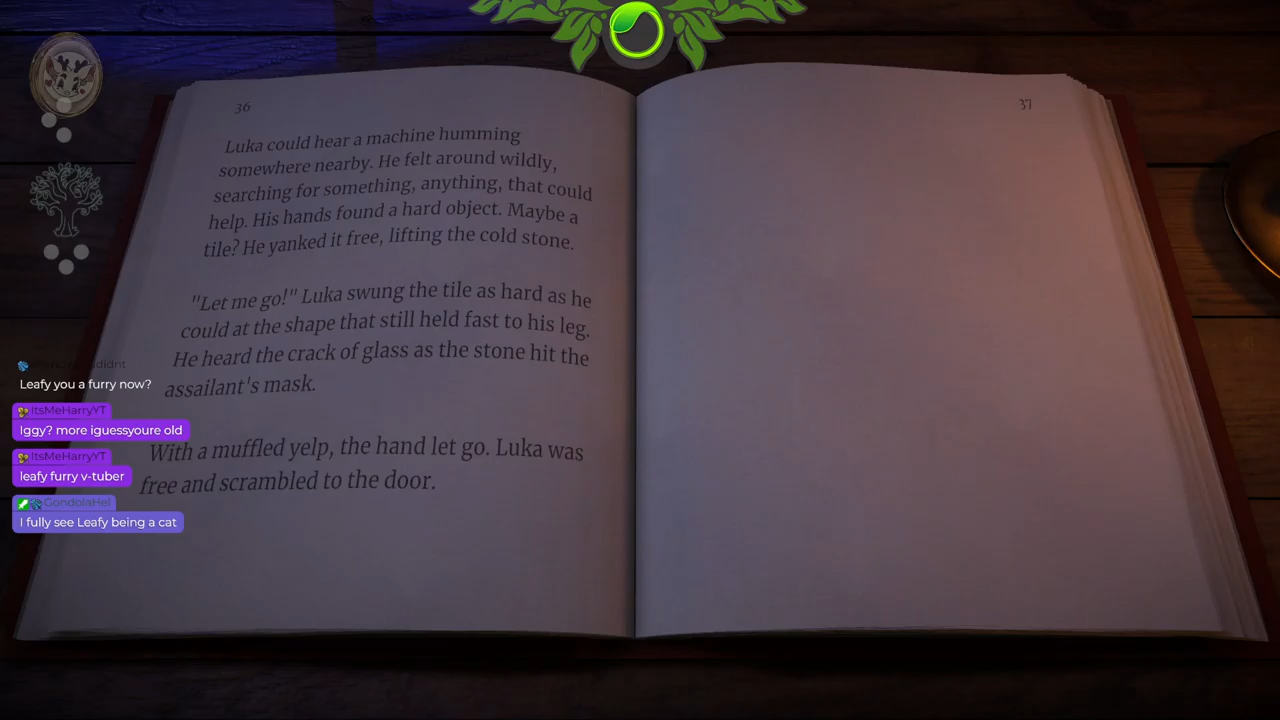 36
Luka could hear a machine humming
somewhere nearby. He felt around wildly,
searching for something, anything, that could
help. His hands found a hard object. Maybe a
tile? He yanked it free, lifting the cold stone.
"Let me go!" Luka swung the tile as hard as he
could at the shape that still held fast to his leg.
He heard the crack of glass as the stone hit the
assailant's mask.
With a muffled yelp, the hand let go. Luka was
free and scrambled to the door.
37
Leafy you a furry now?
ItsMeHarryYT
Iggy? more iguessyoure old
ItsMeHarryYT
leafy furry v-tuber
GondolaHel
I fully see Leafy being a cat